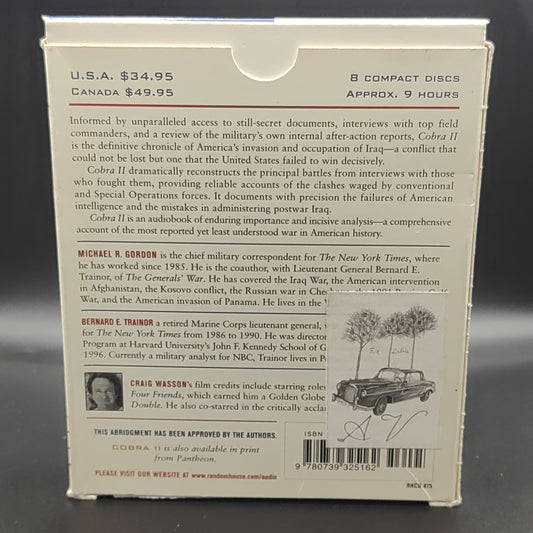 U.S.A. $34.95
Canada $49.95
8 COMPACT DISCS
APPROX. 9 HOURS
Informed by unparalleled access to still-secret documents, interviews with top field
commanders, and a review of the military's own internal after-action reports, Cobra II
is the definitive chronicle of America's invasion and occupation of Iraq—a conflict that
could not be lost but one that the United States failed to win decisively.
Cobra II dramatically reconstructs the principal battles from interviews with those
who fought them, providing reliable accounts of the clashes waged by conventional
and Special Operations forces. It documents with precision the failures of American
intelligence and the mistakes in administering postwar Iraq.
Cobra II is an audiobook of enduring importance and incisive analysis—a comprehensive
account of the most reported yet least understood war in American history.
MICHAEL R. GORDON is the chief military correspondent for The New York Times, where
he has worked since 1985. He is the coauthor, with Lieutenant General Bernard E.
Trainor, of The Generals' War. He has covered the Iraq War, the American intervention
in Afghanistan, the Kosovo conflict, the Russian war in
War, and the American invasion of Panama. He lives in the
BERNARD E. TRAINOR a retired Marine Corps lieutenant general,
for The New York Times from 1986 to 1990. He was director
Program at Harvard University's John F. Kennedy School of
1996. Currently a military analyst for NBC, Trainor lives in
CRAIG WASSON's film credits include starring roles
Four Friends, which earned him a Golden Globe
Double. He also co-starred in the critically
THIS ABRIDGMENT HAS BEEN APPROVED BY THE AUTHORS.
COBRA II is also available in print
from Pantheon.
PLEASE VISIT OUR WEBSITE AT www.randomhouse.com/audio
Ex Libris
A V
ISBN
9 780739 325162
RHCD 475